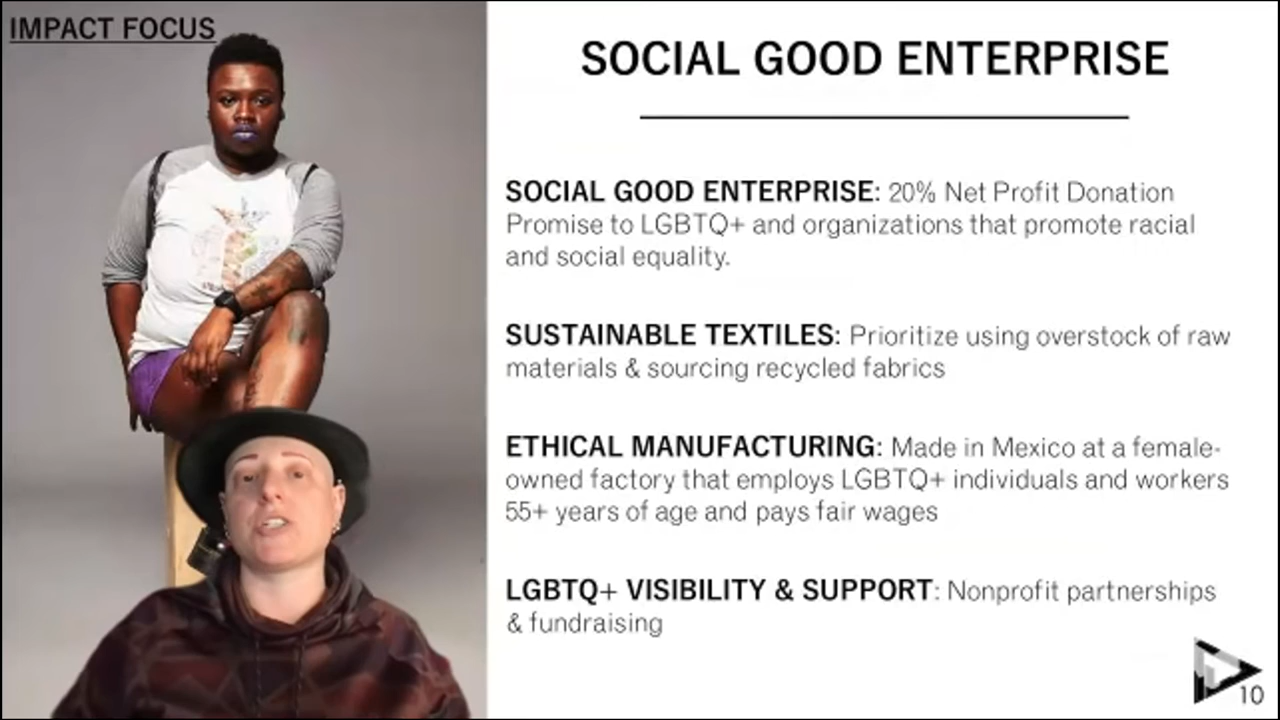 IMPACT FOCUS
SOCIAL GOOD ENTERPRISE
SOCIAL GOOD ENTERPRISE: 20% Net Profit Donation
Promise to LGBTQ+ and organizations that promote racial
and social equality.
SUSTAINABLE TEXTILES: Prioritize using overstock of raw
materials & sourcing recycled fabrics
ETHICAL MANUFACTURING: Made in Mexico at a female-
owned factory that employs LGBTQ+ individuals and workers
55+ years of age and pays fair wages
LGBTQ+ VISIBILITY & SUPPORT: Nonprofit partnerships
& fundraising
10